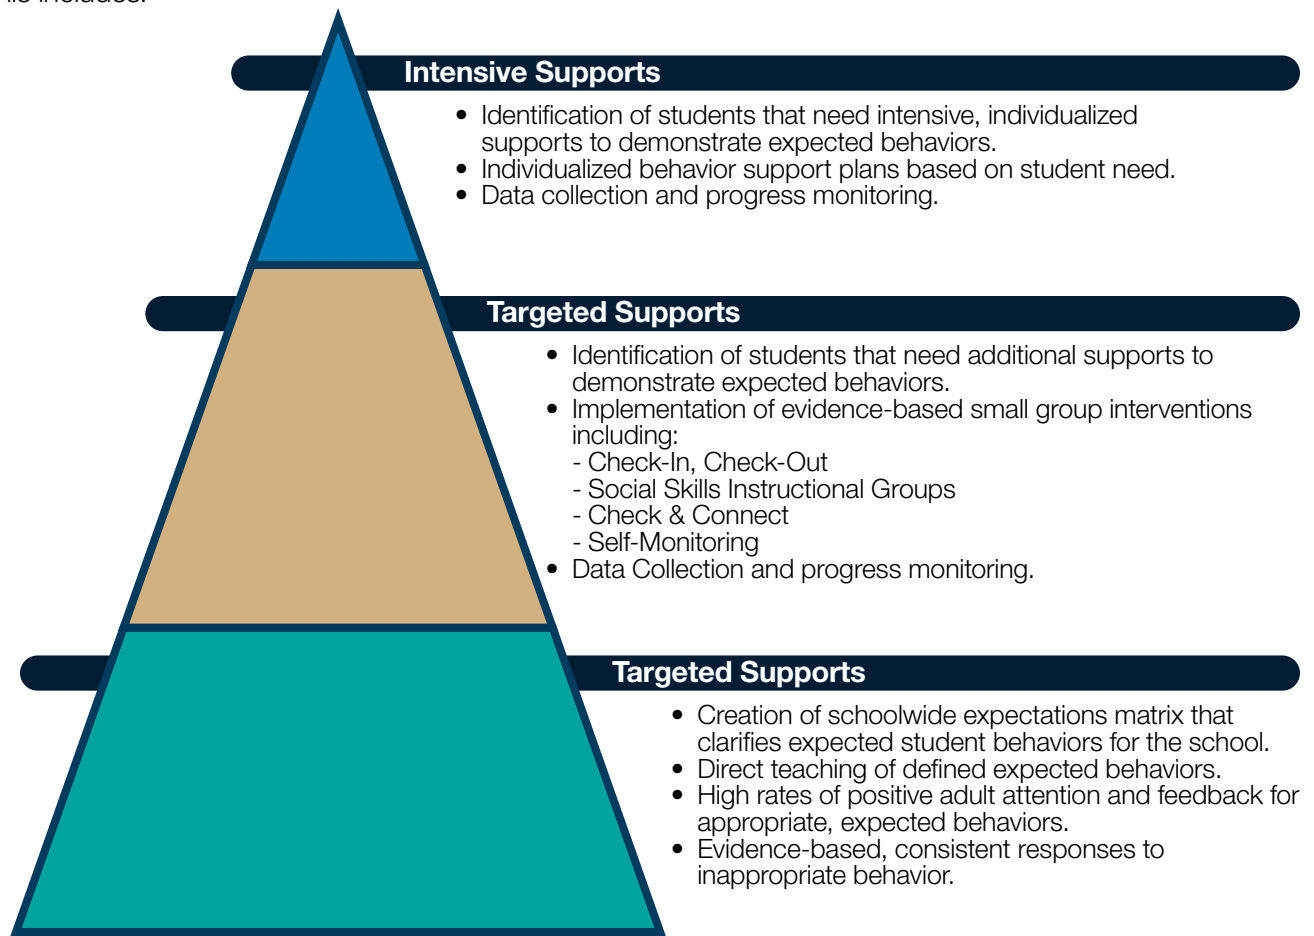 Intensive Supports
• Identification of students that need intensive, individualized
supports to demonstrate expected behaviors.
• Individualized behavior support plans based on student need.
• Data collection and progress monitoring.
Targeted Supports
• Identification of students that need additional supports to
demonstrate expected behaviors.
• Implementation of evidence-based small group interventions
including:
- Check-In, Check-Out
- Social Skills Instructional Groups
- Check & Connect
- Self-Monitoring
• Data Collection and progress monitoring.
Targeted Supports
• Creation of schoolwide expectations matrix that
clarifies expected student behaviors for the school.
• Direct teaching of defined expected behaviors.
• High rates of positive adult attention and feedback for
appropriate, expected behaviors.
• Evidence-based, consistent responses to
inappropriate behavior.